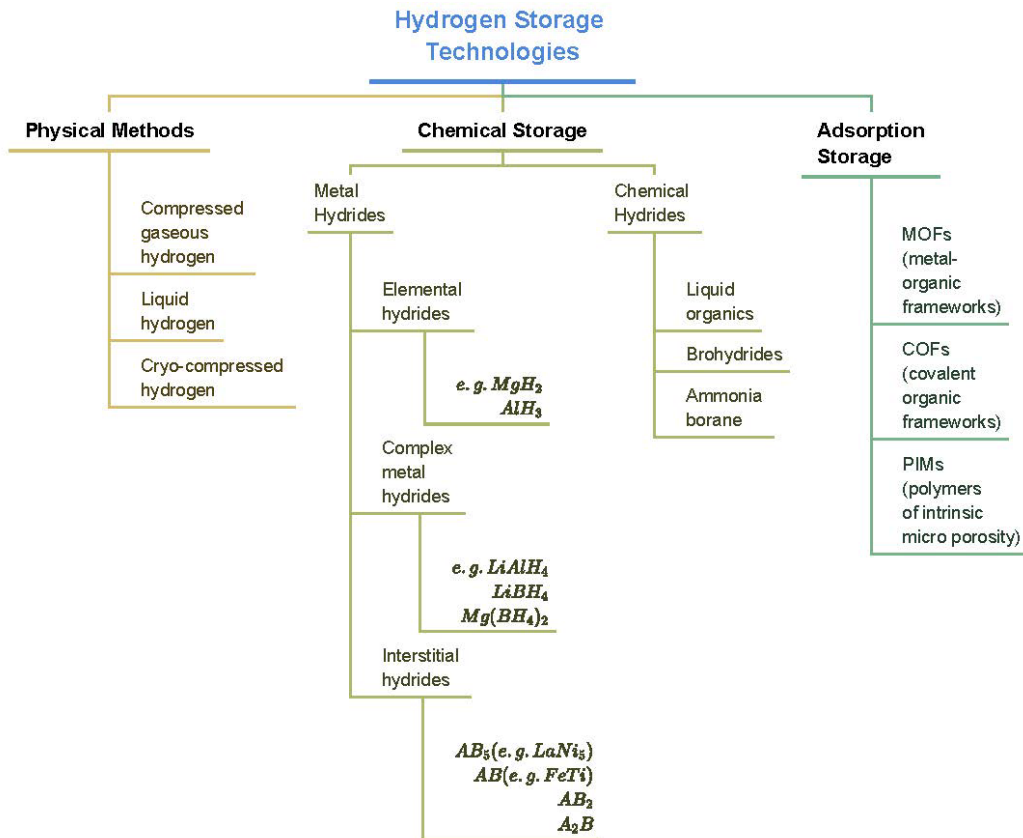 Hydrogen Storage
Technologies
Physical Methods
Compressed
gaseous
hydrogen
Liquid
hydrogen
Cryo-compressed
hydrogen
Chemical Storage
Metal
Hydrides
Elemental
hydrides
e. g. MgH₂
AlH₃
Complex
metal
hydrides
e. g. LiAlH₄
LiBH₄
Mg(BH₄)₂
Interstitial
hydrides
AB₅(e. g. LaNi₅)
AB(e. g. FeTi)
AB₂
A₂B
Chemical
Hydrides
Liquid
organics
Brohydrides
Ammonia
borane
Adsorption
Storage
MOFs
(metal-
organic
frameworks)
COFs
(covalent
organic
frameworks)
PIMs
(polymers
of intrinsic
micro porosity)